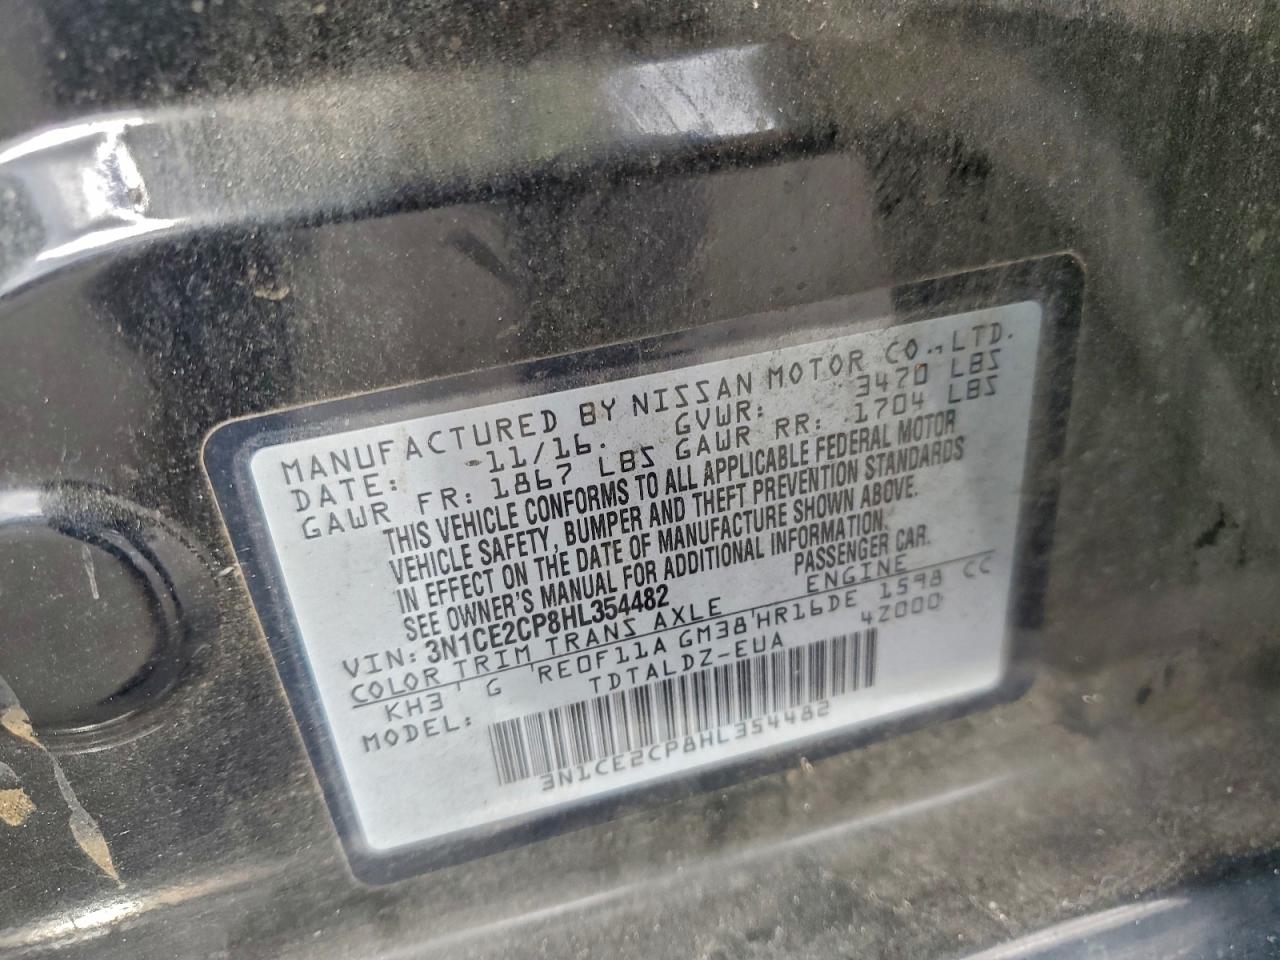 MANUFACTURED BY NISSAN MOTOR CO., LTD.
DATE: 11/16 GVWR: 3470 LBS
GAWR FR: 1867 LBS GAWR RR: 1704 LBS
THIS VEHICLE CONFORMS TO ALL APPLICABLE FEDERAL MOTOR
VEHICLE SAFETY, BUMPER AND THEFT PREVENTION STANDARDS
IN EFFECT ON THE DATE OF MANUFACTURE SHOWN ABOVE.
SEE OWNER'S MANUAL FOR ADDITIONAL INFORMATION.
VIN: 3N1CE2CP8HL354482 PASSENGER CAR.
COLOR TRIM TRANS AXLE ENGINE
KH3 G RE0F11A GM38 HR16DE 1598 CC
MODEL: TDTALDZ-EUA 4Z000
3N1CE2CP8HL354482